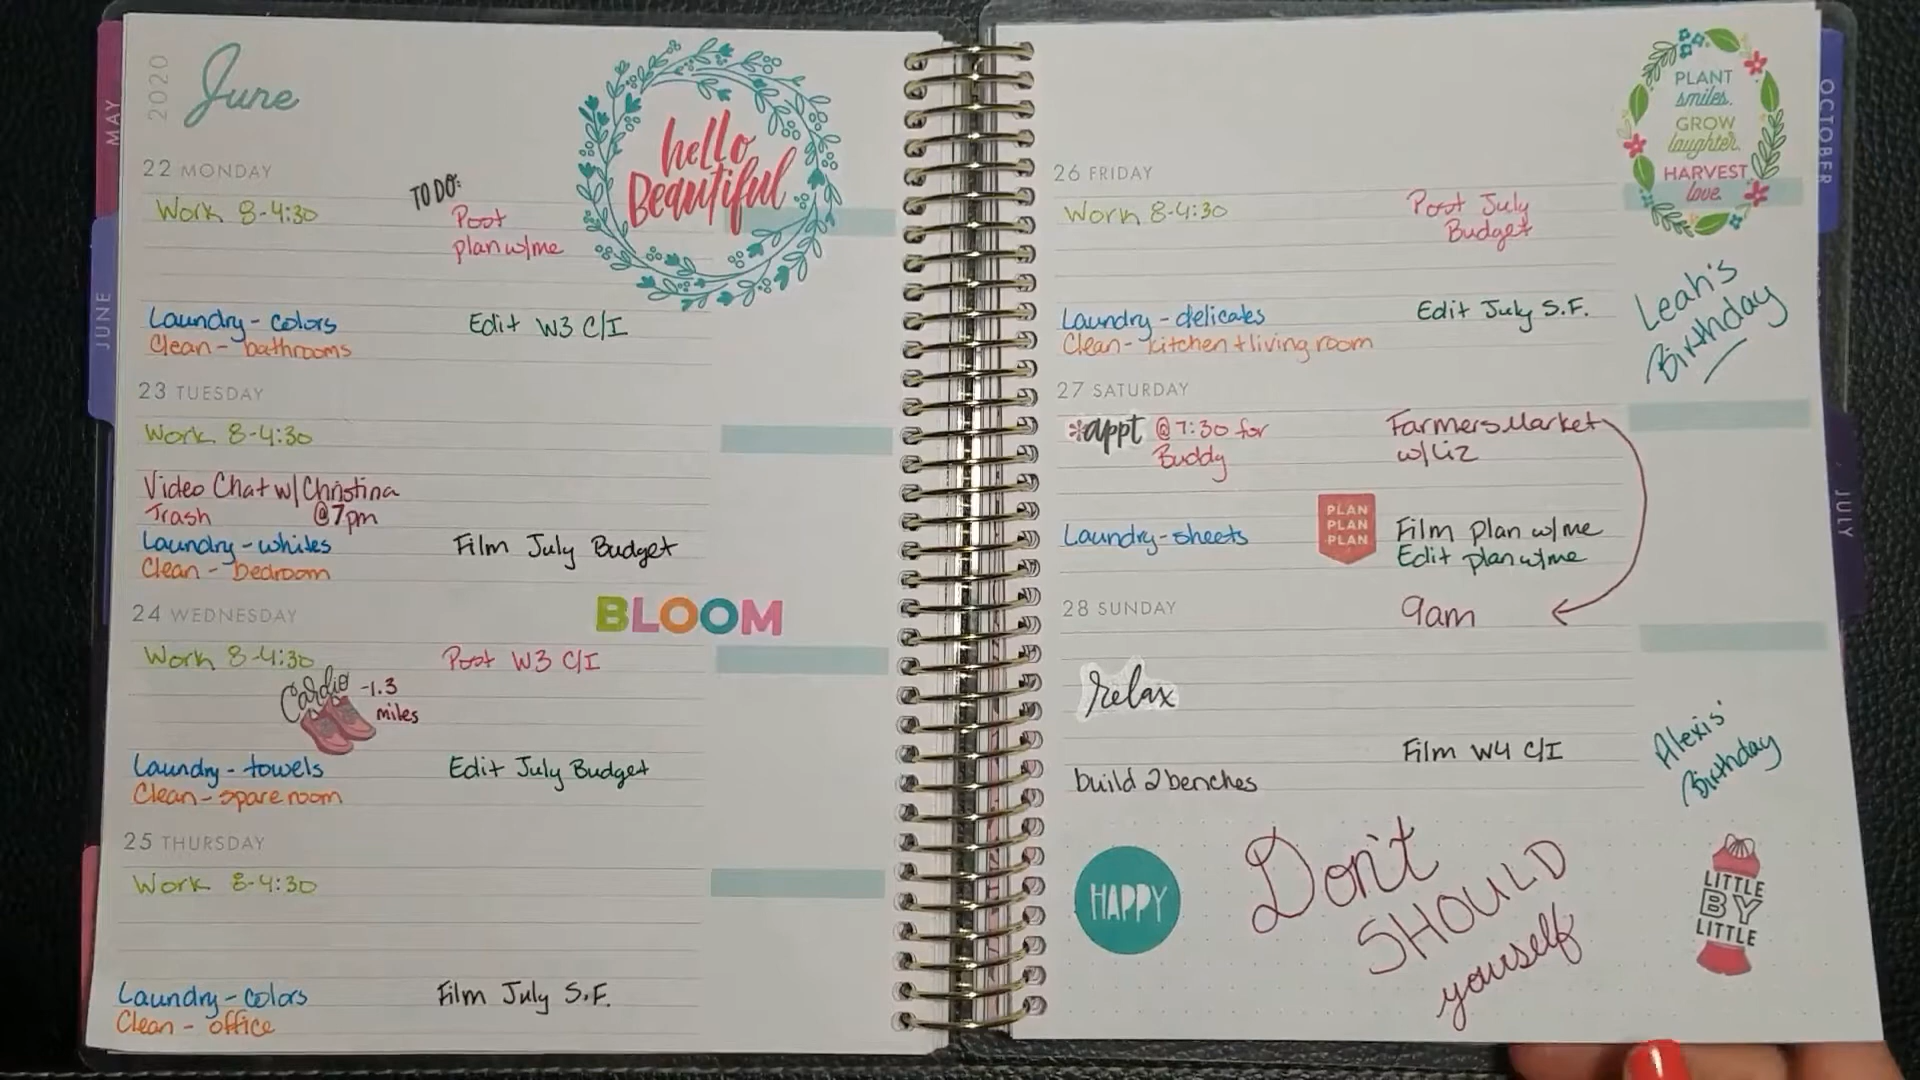 2020
June
MAY
JUNE
hello
Beautiful
22 MONDAY
TO DO:
Work 8-4:30
Post
plan w/me
Laundry - colors
Edit W3 C/I
Clean - bathrooms
23 TUESDAY
Work 8-4:30
Video Chat w/ Christina
Trash @7pm
Laundry - whites
Film July Budget
Clean - bedroom
24 WEDNESDAY
BLOOM
Work 8-4:30
Post W3 C/I
Cardio
-1.3
miles
Laundry - towels
Edit July Budget
Clean - spare room
25 THURSDAY
Work 8-4:30
Laundry - colors
Film July S.F.
Clean - office
PLANT
smiles.
GROW
laughter.
HARVEST
love.
OCTOBER
JULY
26 FRIDAY
Work 8-4:30
Post July
Budget
Laundry - delicates
Edit July S.F.
Clean - kitchen + living room
Leah's
Birthday
27 SATURDAY
*appt @ 7:30 for
Buddy
Farmers Market
w/ Liz
PLAN
PLAN
PLAN
Laundry - sheets
Film plan w/me
Edit plan w/me
28 SUNDAY
9am
relax
Film W4 C/I
build 2 benches
Alexis'
Birthday
HAPPY
Don't
SHOULD
yourself
LITTLE
BY
LITTLE